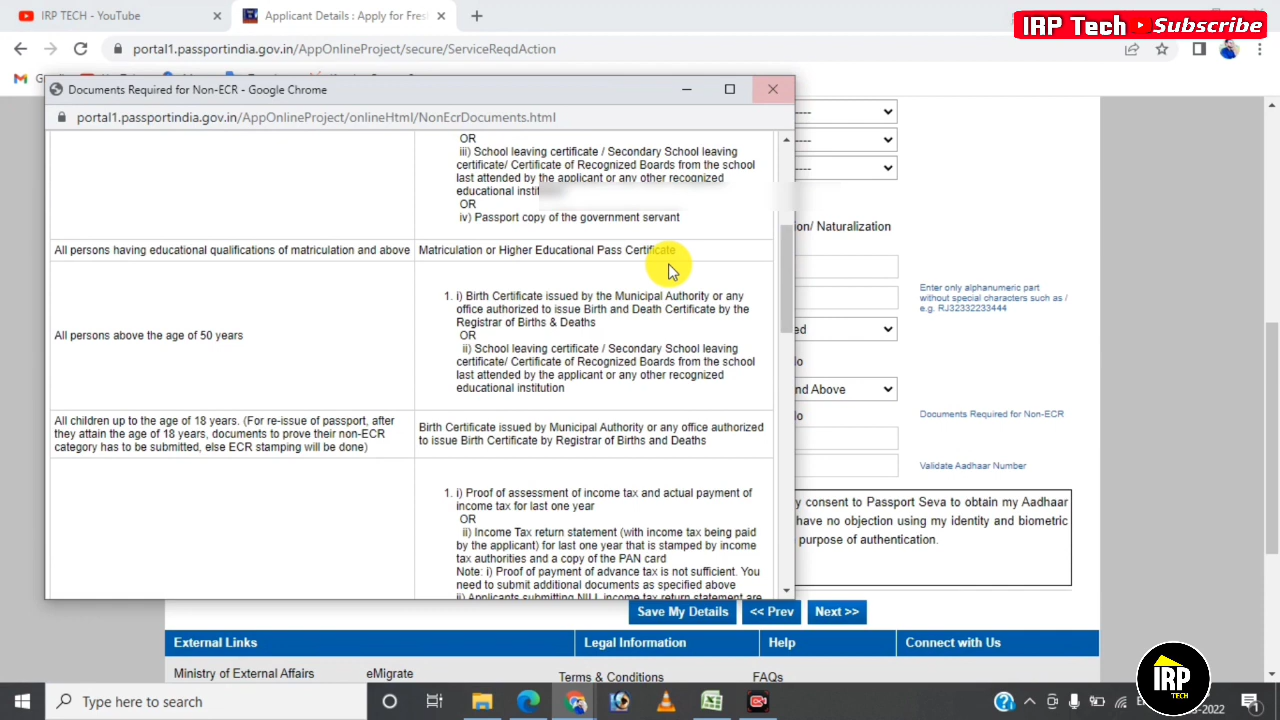 IRP TECH - YouTube
Applicant Details : Apply for Fres
IRP Tech Subscribe
portal1.passportindia.gov.in/AppOnlineProject/secure/ServiceReqdAction
Documents Required for Non-ECR - Google Chrome
portal1.passportindia.gov.in/AppOnlineProject/onlineHtml/NonEcrDocuments.html
OR
iii) School leaving certificate / Secondary School leaving
certificate/ Certificate of Recognized Boards from the school
last attended by the applicant or any other recognized
educational instit
OR
iv) Passport copy of the government servant
All persons having educational qualifications of matriculation and above
Matriculation or Higher Educational Pass Certificate
All persons above the age of 50 years
1. i) Birth Certificate issued by the Municipal Authority or any
office authorized to issue Birth and Death Certificate by the
Registrar of Births & Deaths
OR
ii) School leaving certificate / Secondary School leaving
certificate/ Certificate of Recognized Boards from the school
last attended by the applicant or any other recognized
educational institution
All children up to the age of 18 years. (For re-issue of passport, after
they attain the age of 18 years, documents to prove their non-ECR
category has to be submitted, else ECR stamping will be done)
Birth Certificate issued by Municipal Authority or any office authorized
to issue Birth Certificate by Registrar of Births and Deaths
1. i) Proof of assessment of income tax and actual payment of
income tax for last one year
OR
ii) Income Tax return statement (with income tax being paid
by the applicant) for last one year that is stamped by income
tax authorities and a copy of the PAN card
Note: i) Proof of payment of advance tax is not sufficient. You
need to submit additional documents as specified above
ii) Applicants submitting NILL income tax return statement are
----
----
----
on/ Naturalization
Enter only alphanumeric part
without special characters such as /
e.g. RJ32332233444
ed
lo
nd Above
Documents Required for Non-ECR
lo
Validate Aadhaar Number
y consent to Passport Seva to obtain my Aadhaar
have no objection using my identity and biometric
purpose of authentication.
Save My Details
<< Prev
Next >>
External Links
Legal Information
Help
Connect with Us
Ministry of External Affairs
eMigrate
Terms & Conditions
FAQs
Type here to search
-2022
1
IRP
TECH